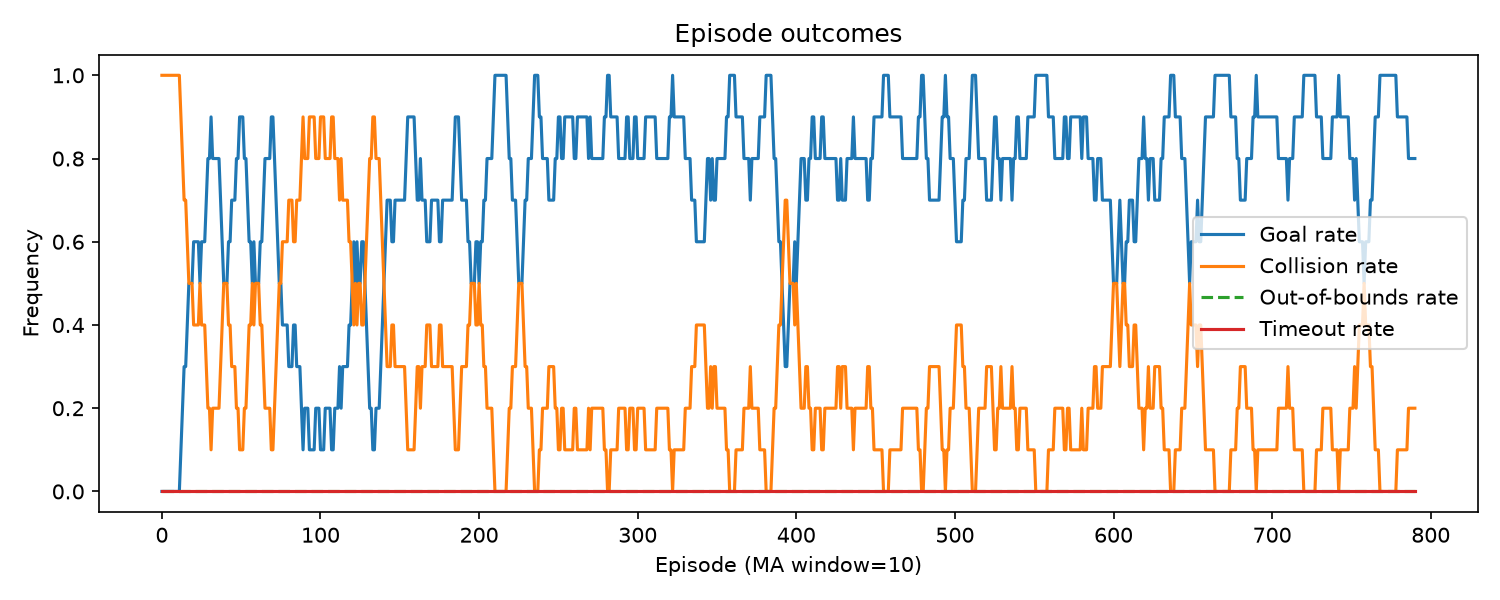 Episode outcomes
1.0
0.8
0.6
0.4
0.2
0.0
Frequency
Goal rate
Collision rate
Out-of-bounds rate
Timeout rate
0 100 200 300 400 500 600 700 800
Episode (MA window=10)